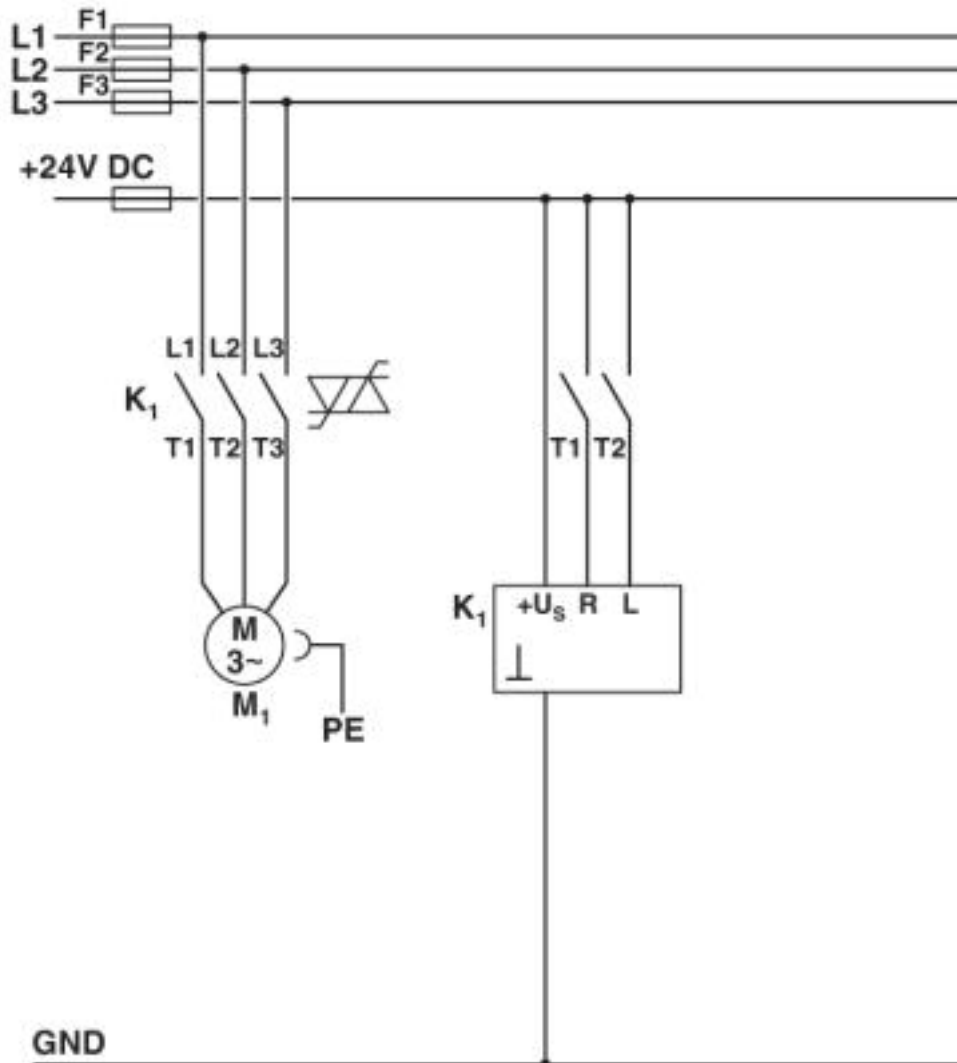 F1
L1
F2
L2
F3
L3
+24V DC
L1 L2 L3
K₁
T1 T2 T3
T1 T2
K₁ +Uₛ R L
M
3~
M₁
PE
GND